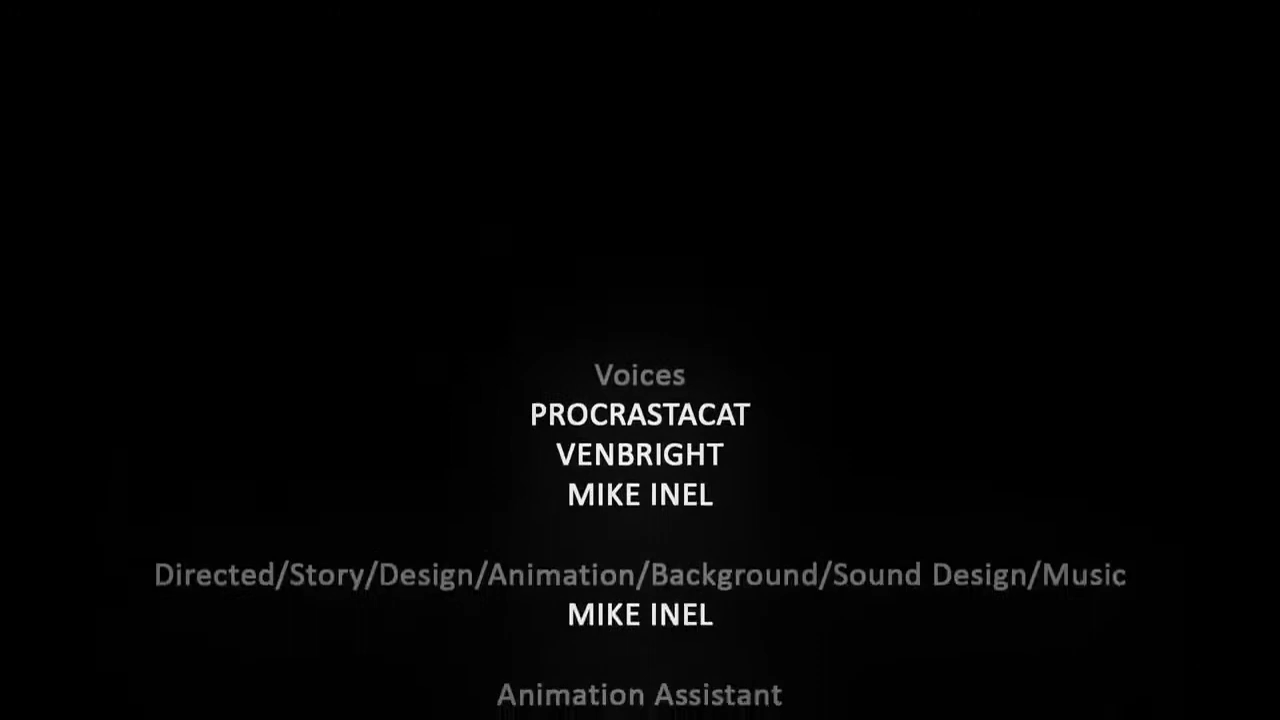 Voices
PROCRASTACAT
VENBRIGHT
MIKE INEL
Directed/Story/Design/Animation/Background/Sound Design/Music
MIKE INEL
Animation Assistant